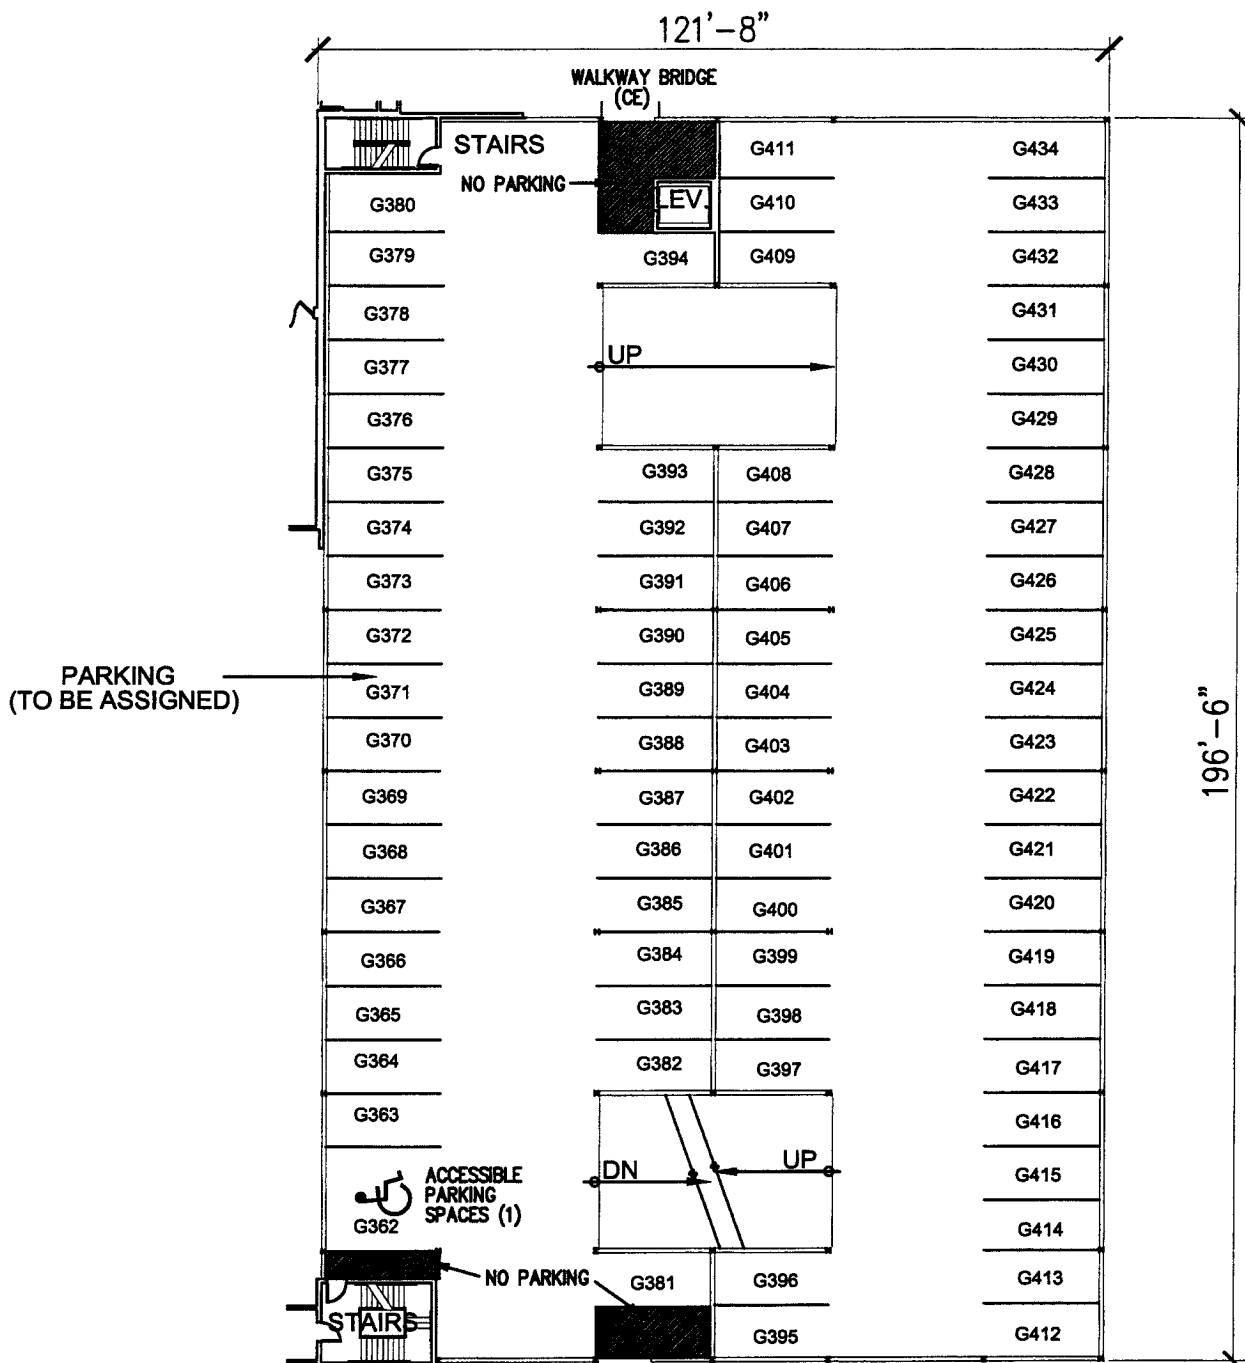 121'-8"
WALKWAY BRIDGE
(CE)
STAIRS
NO PARKING
LEV.
G411
G434
G380
G410
G433
G379
G394
G409
G432
G378
G431
UP
G377
G430
G376
G429
G375
G393
G408
G428
G374
G392
G407
G427
G373
G391
G406
G426
G372
G390
G405
G425
PARKING
(TO BE ASSIGNED)
G371
G389
G404
G424
196'-6"
G370
G388
G403
G423
G369
G387
G402
G422
G368
G386
G401
G421
G367
G385
G400
G420
G366
G384
G399
G419
G365
G383
G398
G418
G364
G382
G397
G417
G363
G416
DN
UP
G415
ACCESSIBLE
PARKING
SPACES (1)
G362
G414
NO PARKING
G381
G396
G413
STAIRS
G395
G412